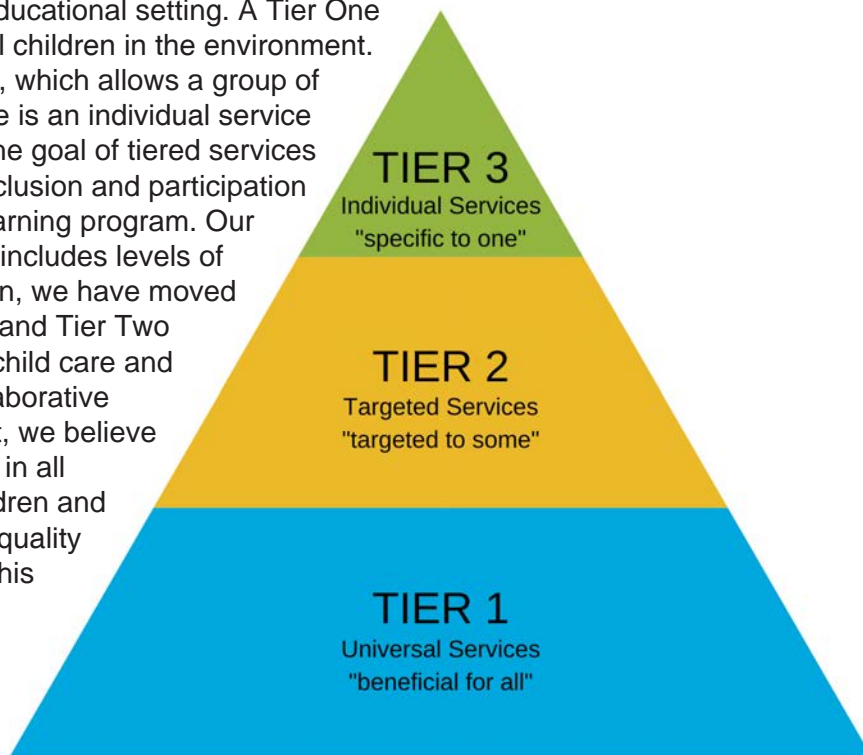 ducational setting. A Tier One
l children in the environment.
, which allows a group of
e is an individual service
ne goal of tiered services
clusion and participation
arning program. Our
includes levels of
n, we have moved
and Tier Two
child care and
aborative
t, we believe
in all
dren and
quality
his
TIER 3
Individual Services
"specific to one"
TIER 2
Targeted Services
"targeted to some"
TIER 1
Universal Services
"beneficial for all"